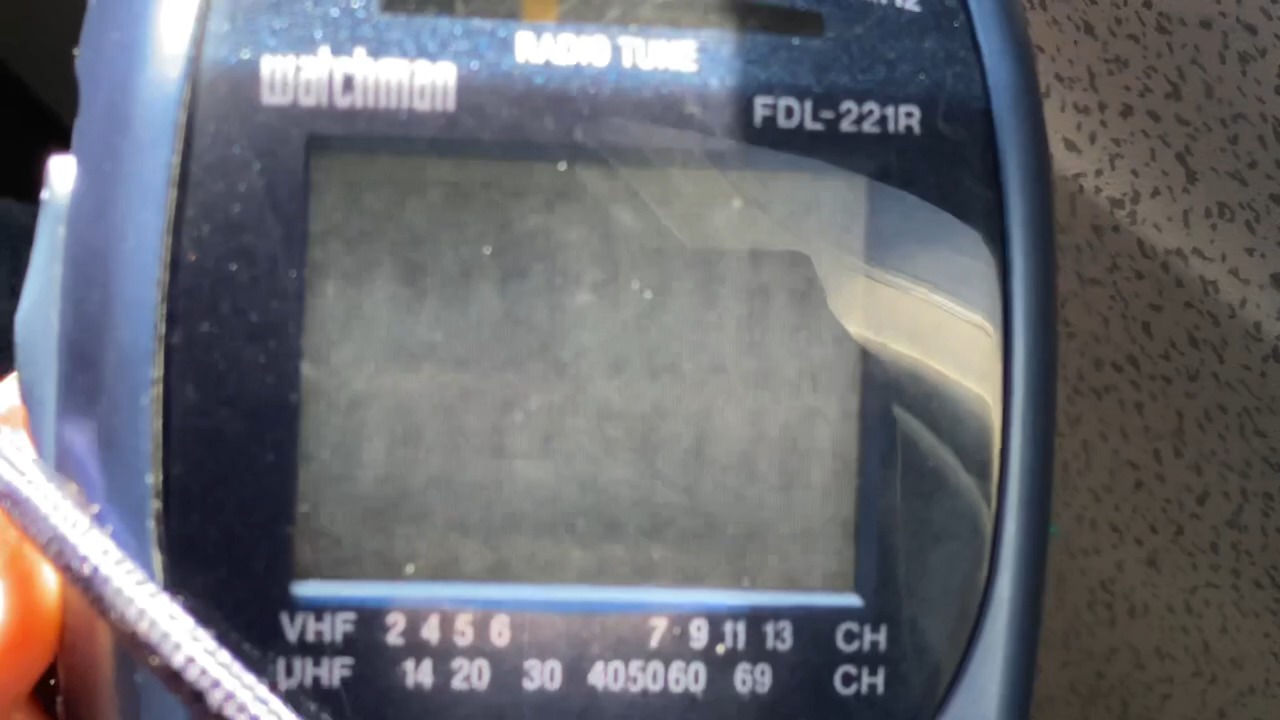 RADIO TUNE
watchman
FDL-221R
VHF 2 4 5 6 7 9 11 13 CH
UHF 14 20 30 40 50 60 69 CH